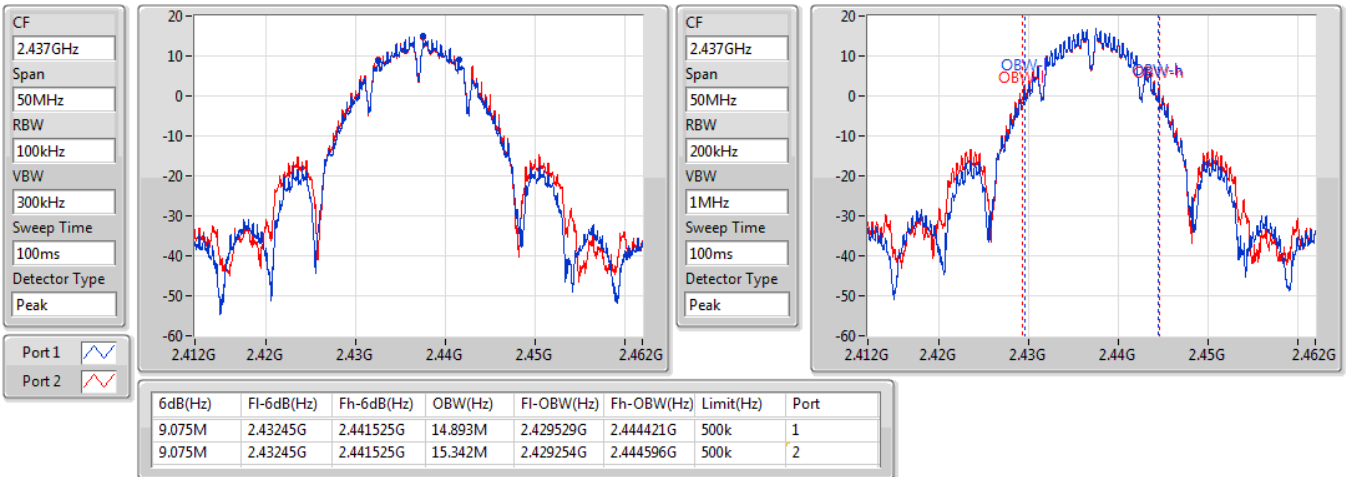 CF
2.437GHz
Span
50MHz
RBW
100kHz
VBW
300kHz
Sweep Time
100ms
Detector Type
Peak
Port 1
Port 2
20
10
0
-10
-20
-30
-40
-50
-60
2.412G 2.42G 2.43G 2.44G 2.45G 2.462G
CF
2.437GHz
Span
50MHz
RBW
200kHz
VBW
1MHz
Sweep Time
100ms
Detector Type
Peak
20
10
0
-10
-20
-30
-40
-50
-60
OBW-h
2.412G 2.42G 2.43G 2.44G 2.45G 2.462G
6dB(Hz) Fl-6dB(Hz) Fh-6dB(Hz) OBW(Hz) Fl-OBW(Hz) Fh-OBW(Hz) Limit(Hz) Port
9.075M 2.43245G 2.441525G 14.893M 2.429529G 2.444421G 500k 1
9.075M 2.43245G 2.441525G 15.342M 2.429254G 2.444596G 500k 2